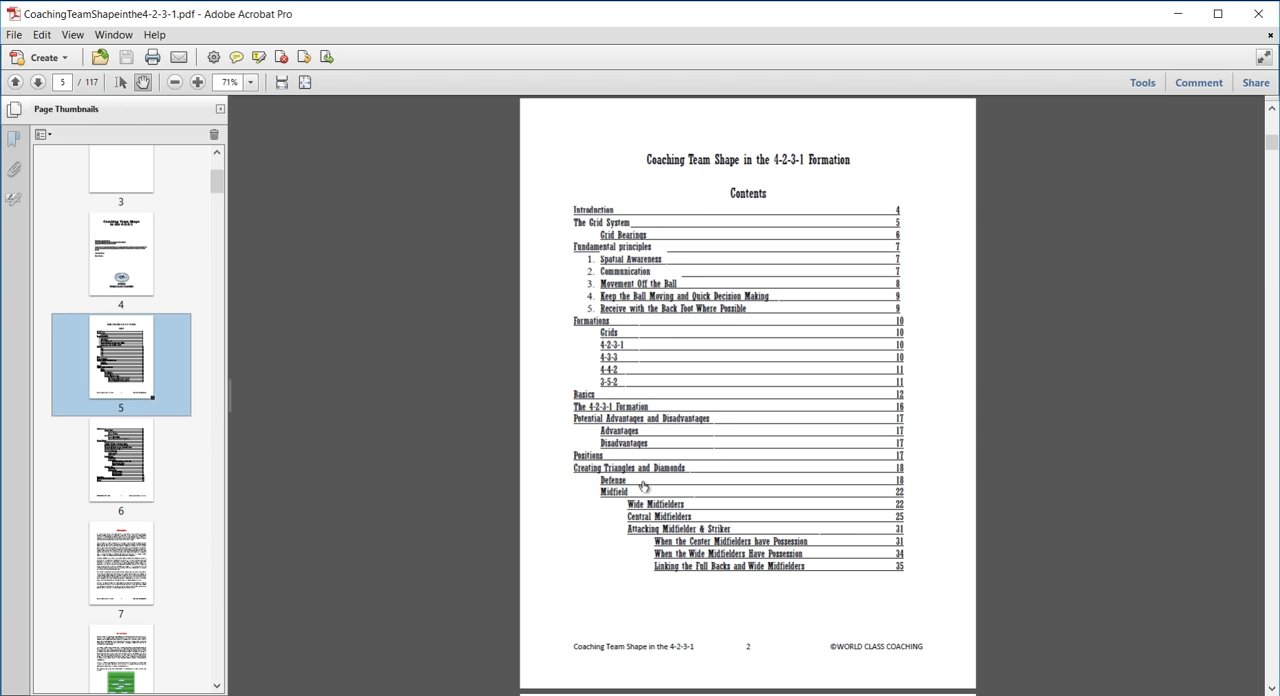 CoachingTeamShapeinthe4-2-3-1.pdf - Adobe Acrobat Pro
File Edit View Window Help
Create
5 / 117 71% Tools Comment Share
Page Thumbnails
3
4
5
6
7
Coaching Team Shape in the 4-2-3-1 Formation
Contents
Introduction 4
The Grid System 5
Grid Bearings 6
Fundamental principles 7
1. Spatial Awareness 7
2. Communication 7
3. Movement Off the Ball 8
4. Keep the Ball Moving and Quick Decision Making 9
5. Receive with the Back Foot Where Possible 9
Formations 10
Grids 10
4-2-3-1 10
4-3-3 10
4-4-2 11
3-5-2 11
Basics 12
The 4-2-3-1 Formation 16
Potential Advantages and Disadvantages 17
Advantages 17
Disadvantages 17
Positions 17
Creating Triangles and Diamonds 18
Defense 18
Midfield 22
Wide Midfielders 22
Central Midfielders 25
Attacking Midfielder & Striker 31
When the Center Midfielders have Possession 31
When the Wide Midfielders Have Possession 34
Linking the Full Backs and Wide Midfielders 35
Coaching Team Shape in the 4-2-3-1 2 ©WORLD CLASS COACHING